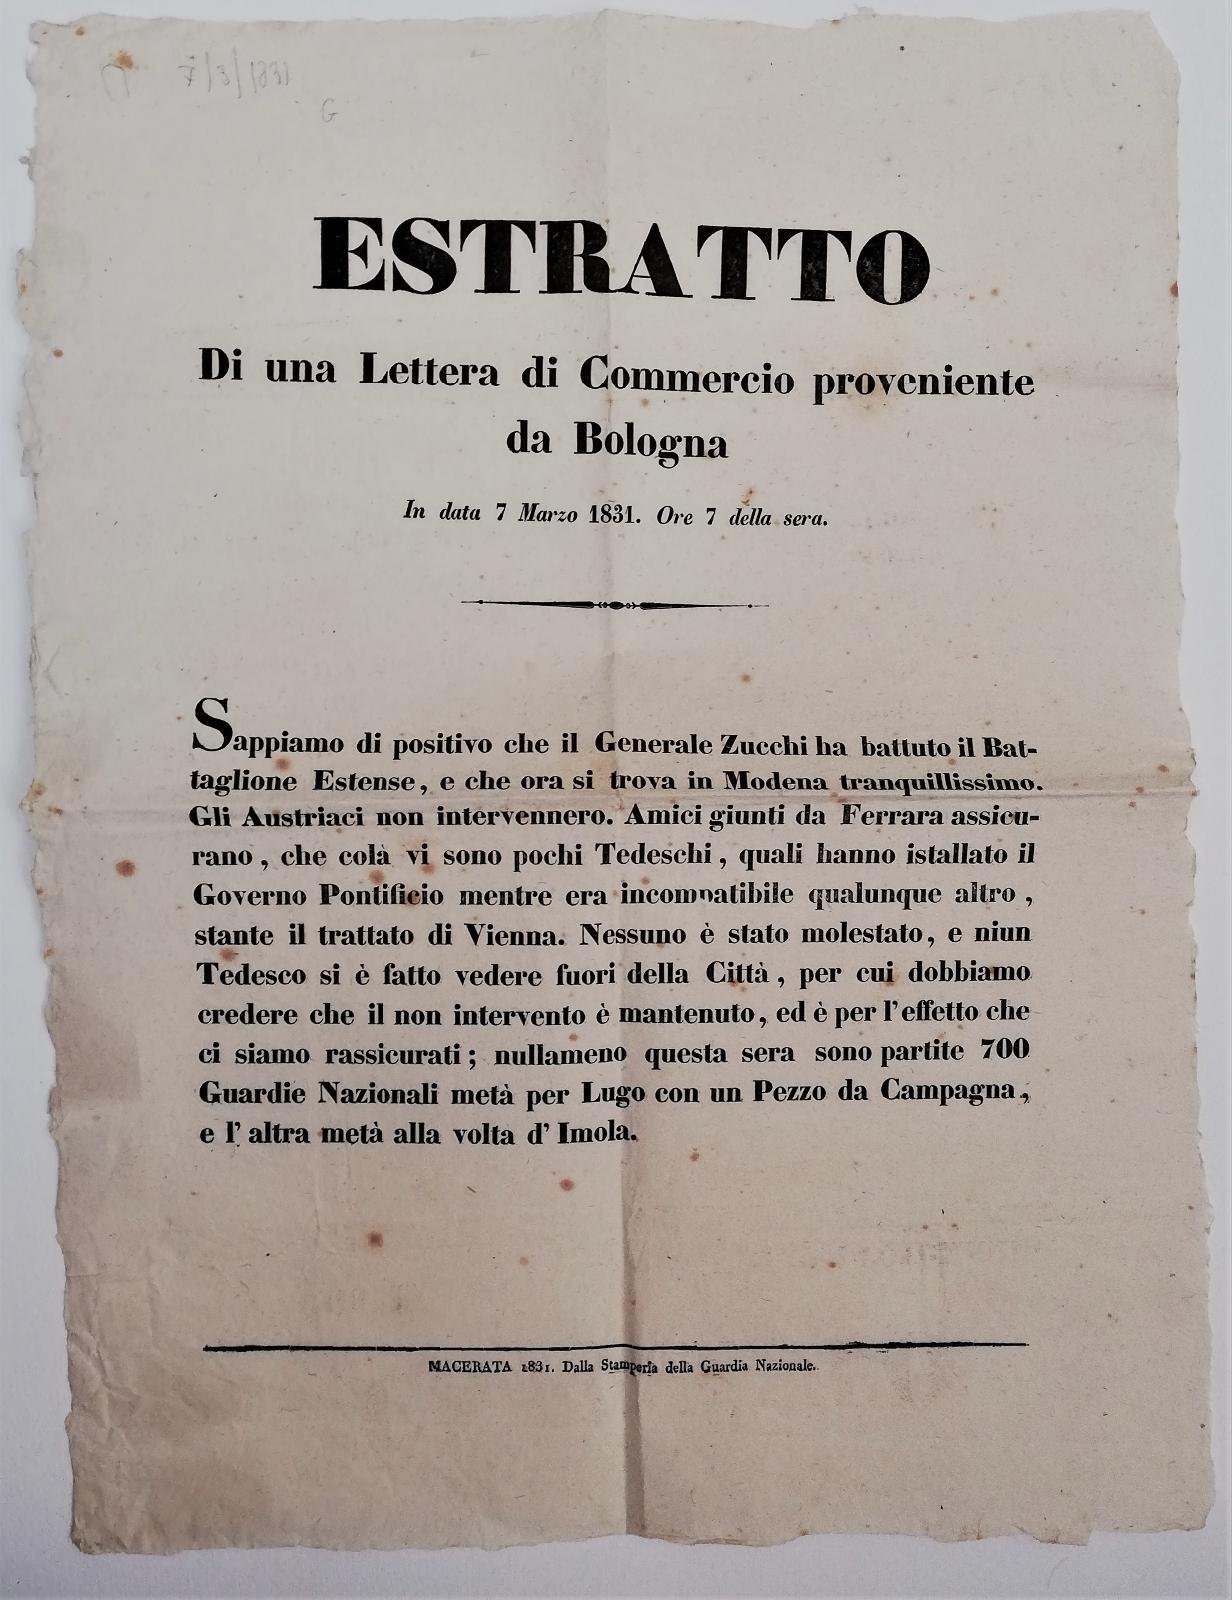 7/3/1831
G
ESTRATTO
Di una Lettera di Commercio proveniente
da Bologna
In data 7 Marzo 1831. Ore 7 della sera.
Sappiamo di positivo che il Generale Zucchi ha battuto il Bat-
taglione Estense, e che ora si trova in Modena tranquillissimo.
Gli Austriaci non intervennero. Amici giunti da Ferrara assicu-
rano, che colà vi sono pochi Tedeschi, quali hanno istallato il
Governo Pontificio mentre era incompatibile qualunque altro,
stante il trattato di Vienna. Nessuno è stato molestato, e niun
Tedesco si è fatto vedere fuori della Città, per cui dobbiamo
credere che il non intervento è mantenuto, ed è per l'effetto che
ci siamo rassicurati; nullameno questa sera sono partite 700
Guardie Nazionali metà per Lugo con un Pezzo da Campagna,
e l'altra metà alla volta d'Imola.
MACERATA 1831. Dalla Stamperia della Guardia Nazionale.